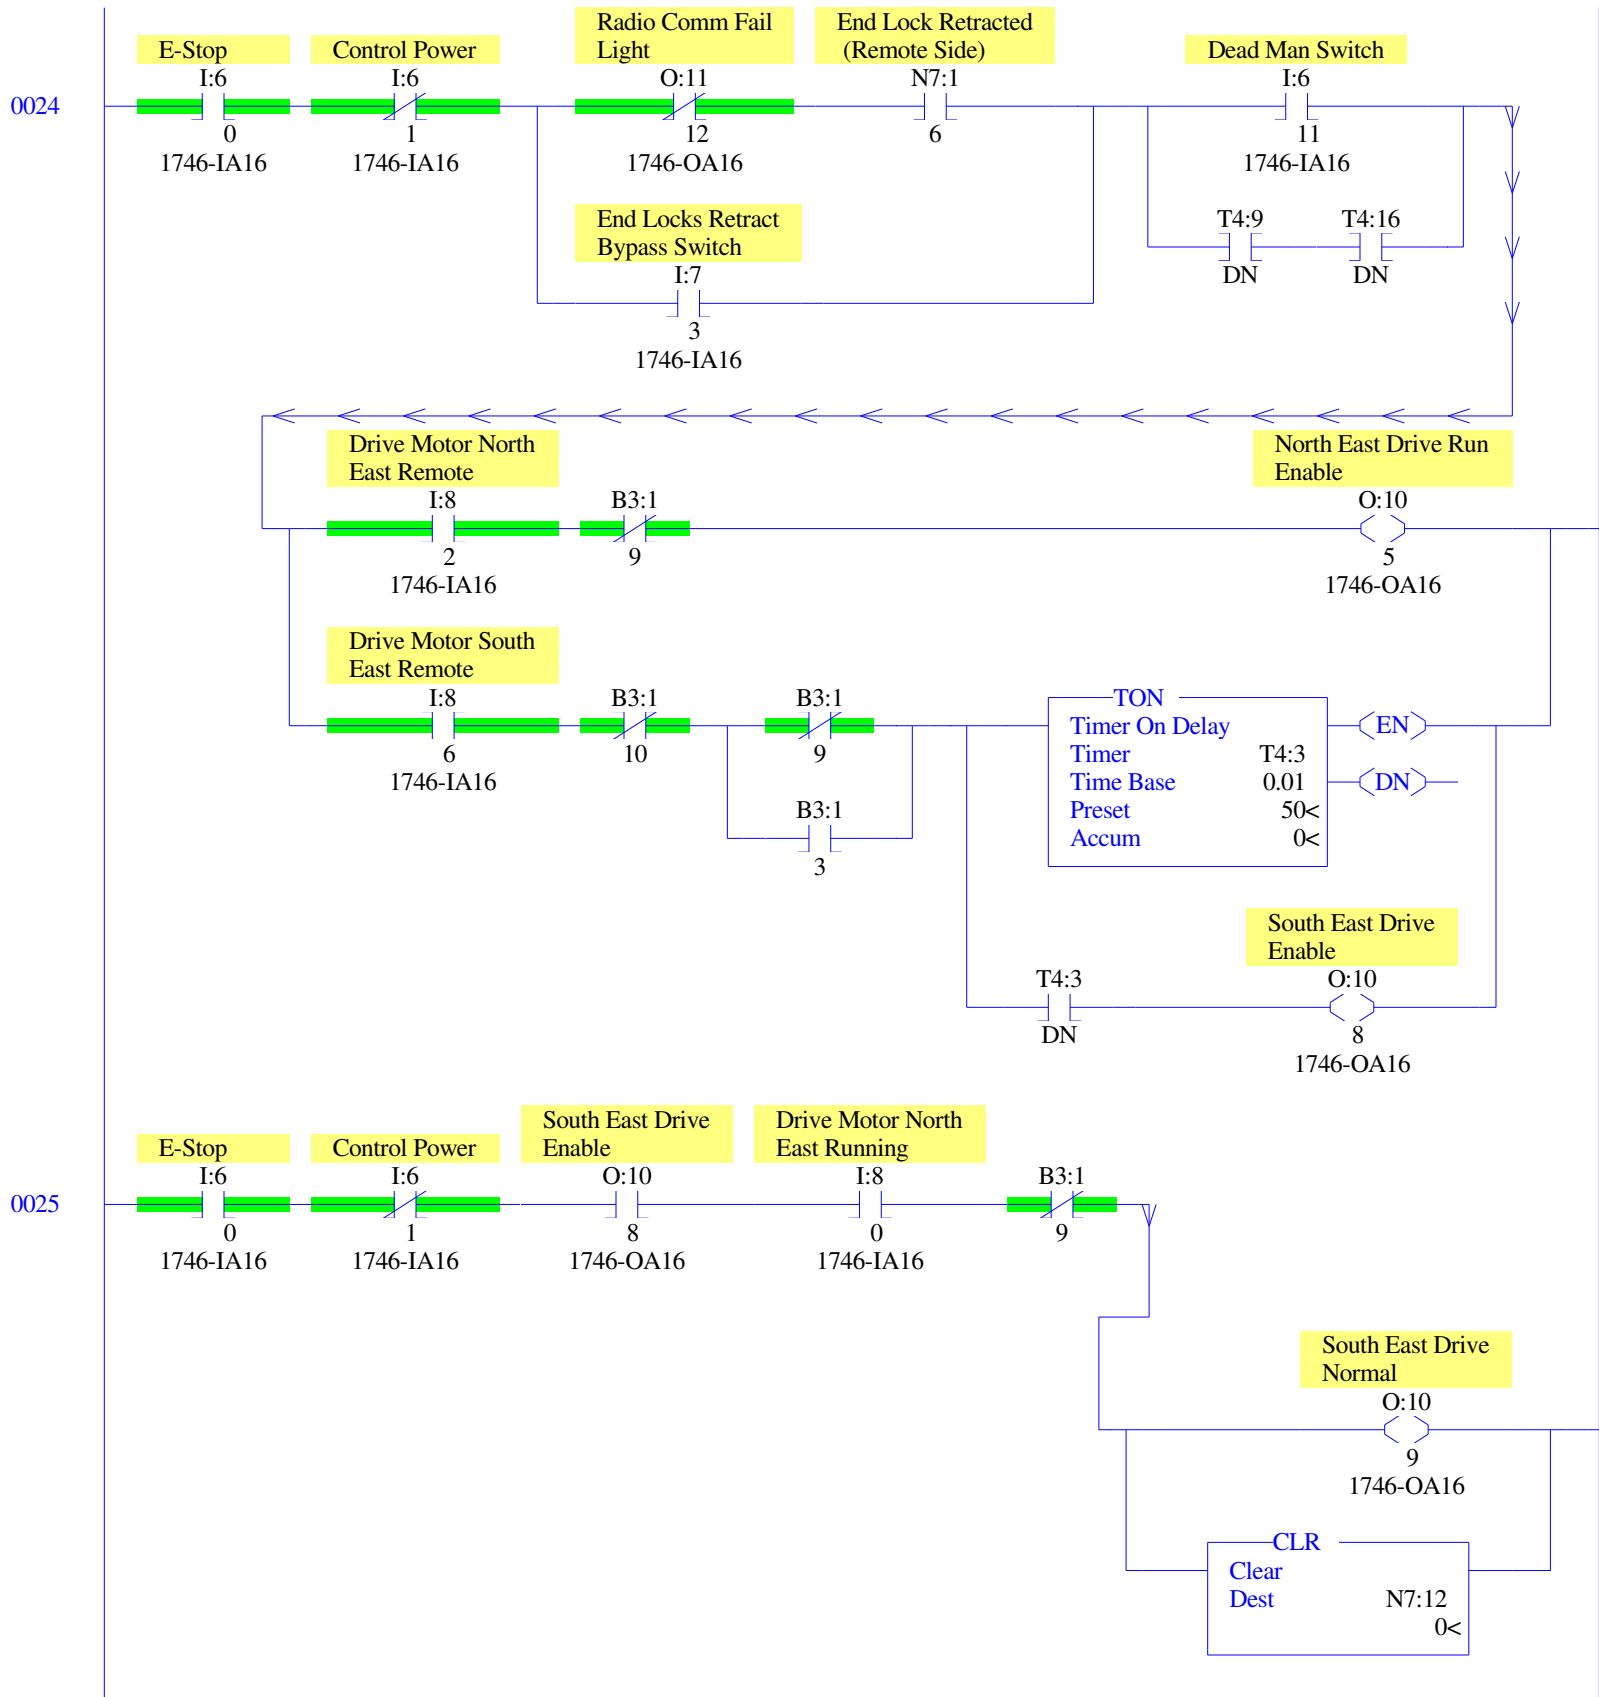 Radio Comm Fail
Light
End Lock Retracted
(Remote Side)
E-Stop
Control Power
Dead Man Switch
I:6
I:6
O:11
N7:1
I:6
0024
0
1
12
6
11
1746-IA16
1746-IA16
1746-OA16
1746-IA16
End Locks Retract
Bypass Switch
I:7
3
1746-IA16
T4:9
T4:16
DN
DN
Drive Motor North
East Remote
North East Drive Run
Enable
I:8
B3:1
O:10
2
9
5
1746-IA16
1746-OA16
Drive Motor South
East Remote
I:8
B3:1
B3:1
6
10
9
1746-IA16
B3:1
3
TON
Timer On Delay
EN
Timer T4:3
Time Base 0.01
DN
Preset 50<
Accum 0<
South East Drive
Enable
T4:3
O:10
DN
8
1746-OA16
South East Drive
Enable
Drive Motor North
East Running
E-Stop
Control Power
I:6
I:6
O:10
I:8
B3:1
0025
0
1
8
0
9
1746-IA16
1746-IA16
1746-OA16
1746-IA16
South East Drive
Normal
O:10
9
1746-OA16
CLR
Clear
Dest N7:12
0<